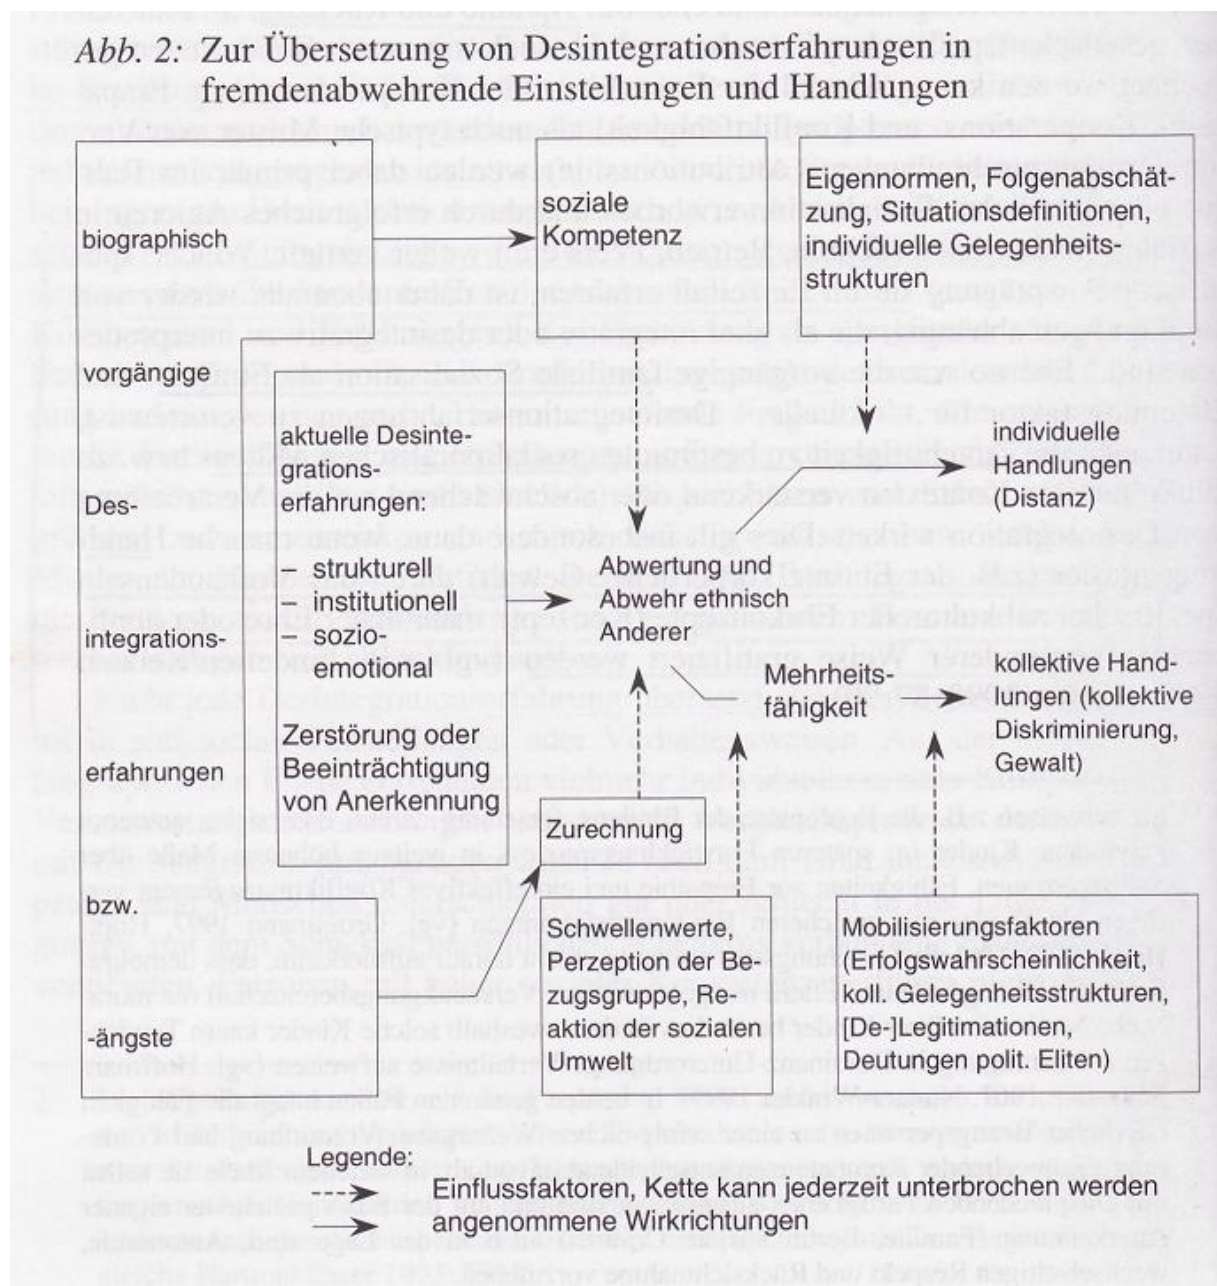 Abb. 2: Zur Übersetzung von Desintegrationserfahrungen in
fremdenabwehrende Einstellungen und Handlungen
biographisch
vorgängige
Des-
integrations-
erfahrungen
bzw.
-ängste
aktuelle Desinte-
grations-
erfahrungen:
– strukturell
– institutionell
– sozio-
emotional
Zerstörung oder
Beeinträchtigung
von Anerkennung
soziale
Kompetenz
Eigennormen, Folgenabschät-
zung, Situationsdefinitionen,
individuelle Gelegenheits-
strukturen
individuelle
Handlungen
(Distanz)
Abwertung und
Abwehr ethnisch
Anderer
Mehrheits-
fähigkeit
kollektive Hand-
lungen (kollektive
Diskriminierung,
Gewalt)
Zurechnung
Schwellenwerte,
Perzeption der Be-
zugsgruppe, Re-
aktion der sozialen
Umwelt
Mobilisierungsfaktoren
(Erfolgswahrscheinlichkeit,
koll. Gelegenheitsstrukturen,
[De-]Legitimationen,
Deutungen polit. Eliten)
Legende:
Einflussfaktoren, Kette kann jederzeit unterbrochen werden
angenommene Wirkrichtungen